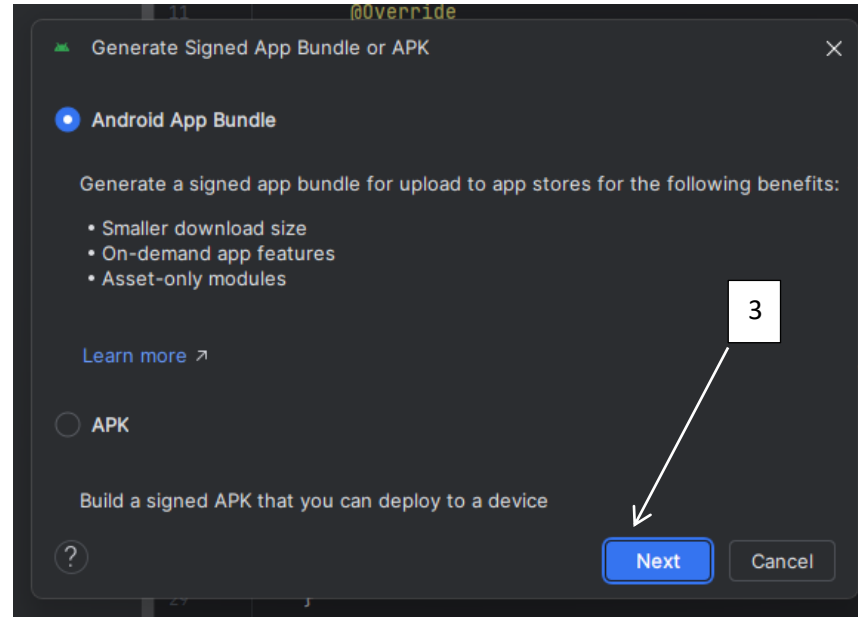 11 @Override
Generate Signed App Bundle or APK
Android App Bundle
Generate a signed app bundle for upload to app stores for the following benefits:
• Smaller download size
• On-demand app features
• Asset-only modules
3
Learn more ↗
APK
Build a signed APK that you can deploy to a device
? Next Cancel
29 }